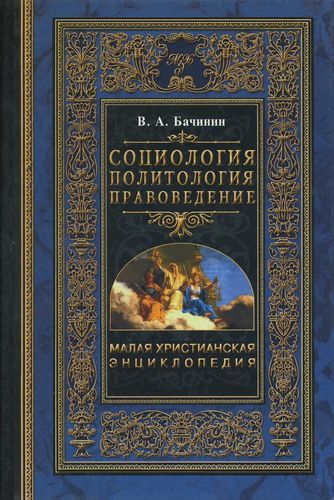 В. А. Бачинин
СОЦИОЛОГИЯ
ПОЛИТОЛОГИЯ
ПРАВОВЕДЕНИЕ
МАЛАЯ ХРИСТИАНСКАЯ
ЭНЦИКЛОПЕДИЯ